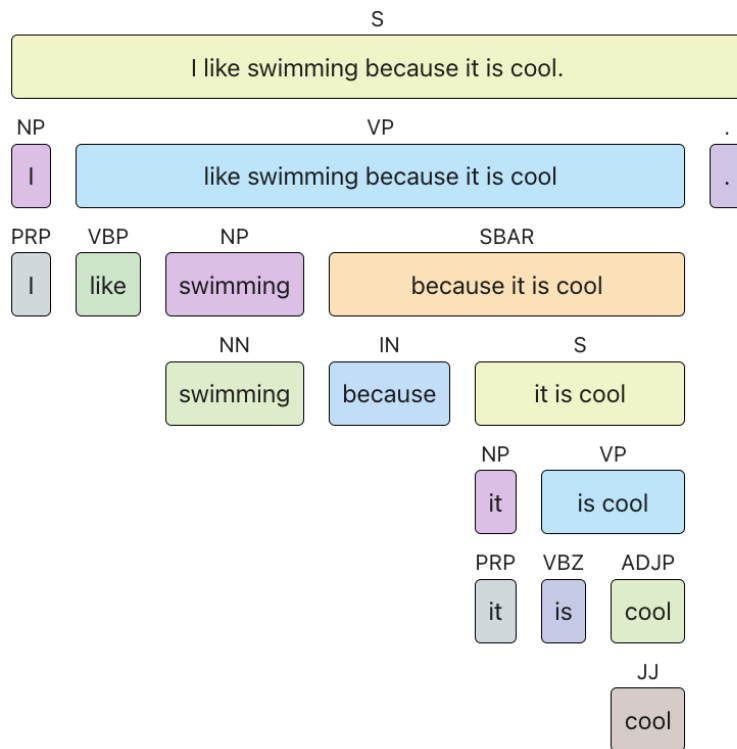 S
I like swimming because it is cool.
NP VP .
I like swimming because it is cool .
PRP VBP NP SBAR
I like swimming because it is cool
NN IN S
swimming because it is cool
NP VP
it is cool
PRP VBZ ADJP
it is cool
JJ
cool